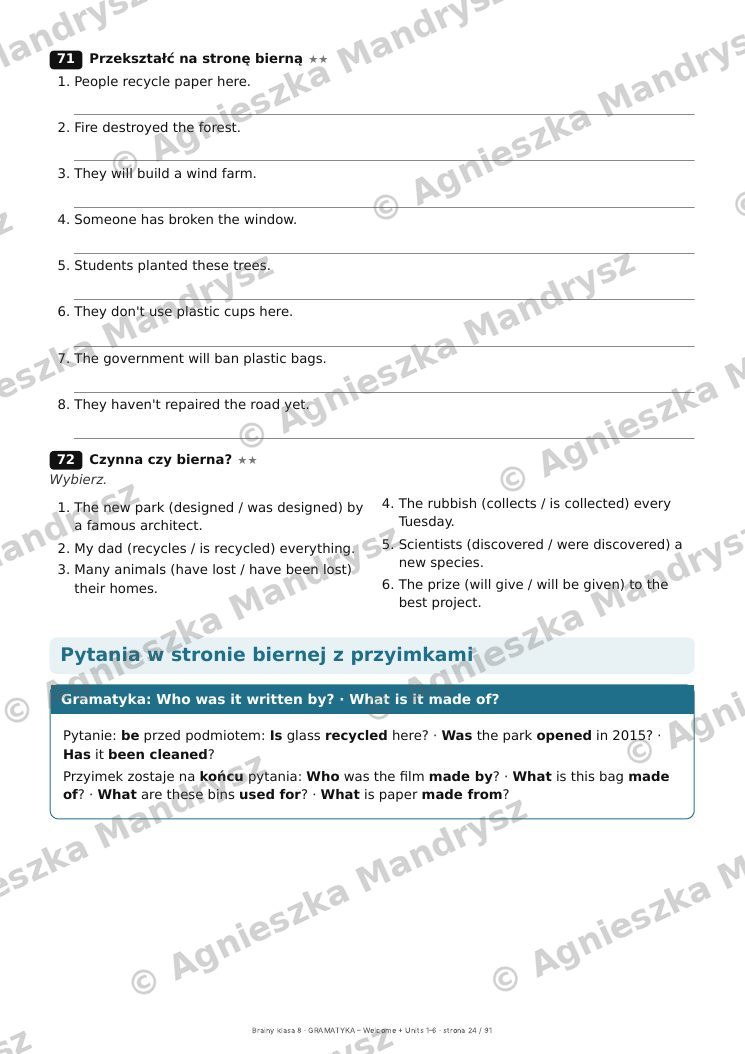 71 Przekształć na stronę bierną ★★
1. People recycle paper here.
2. Fire destroyed the forest.
3. They will build a wind farm.
4. Someone has broken the window.
5. Students planted these trees.
6. They don't use plastic cups here.
7. The government will ban plastic bags.
8. They haven't repaired the road yet.
72 Czynna czy bierna? ★★
Wybierz.
1. The new park (designed / was designed) by
a famous architect.
2. My dad (recycles / is recycled) everything.
3. Many animals (have lost / have been lost)
their homes.
4. The rubbish (collects / is collected) every
Tuesday.
5. Scientists (discovered / were discovered) a
new species.
6. The prize (will give / will be given) to the
best project.
Pytania w stronie biernej z przyimkami
Gramatyka: Who was it written by? · What is it made of?
Pytanie: be przed podmiotem: Is glass recycled here? · Was the park opened in 2015? ·
Has it been cleaned?
Przyimek zostaje na końcu pytania: Who was the film made by? · What is this bag made
of? · What are these bins used for? · What is paper made from?
Brainy klasa 8 · GRAMATYKA – Welcome + Units 1–6 · strona 24 / 91
© Agnieszka Mandrysz